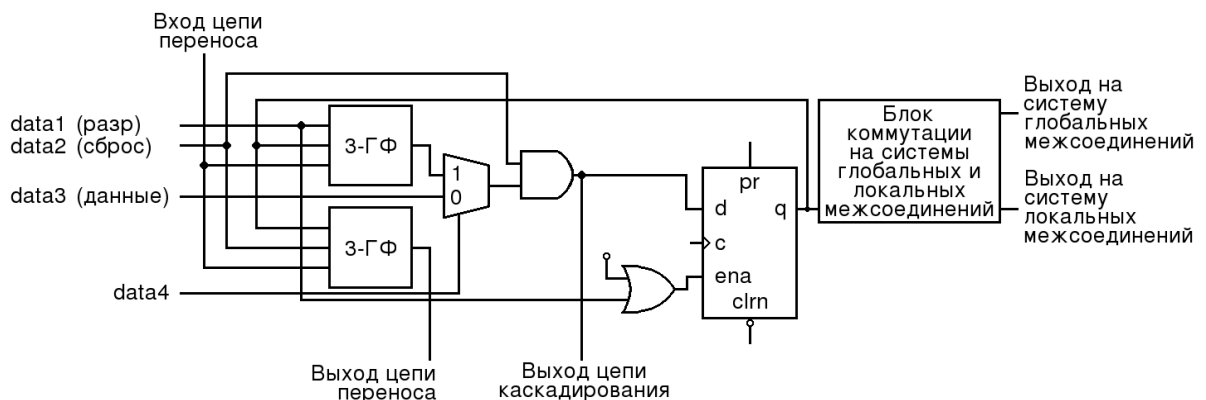 Вход цепи
переноса
data1 (разр)
data2 (сброс)
data3 (данные)
data4
3-ГФ
3-ГФ
1
0
Выход цепи
переноса
Выход цепи
каскадирования
pr
d
q
c
ena
clrn
Блок
коммутации
на системы
глобальных и
локальных
межсоединений
Выход на
систему
глобальных
межсоединений
Выход на
систему
локальных
межсоединений